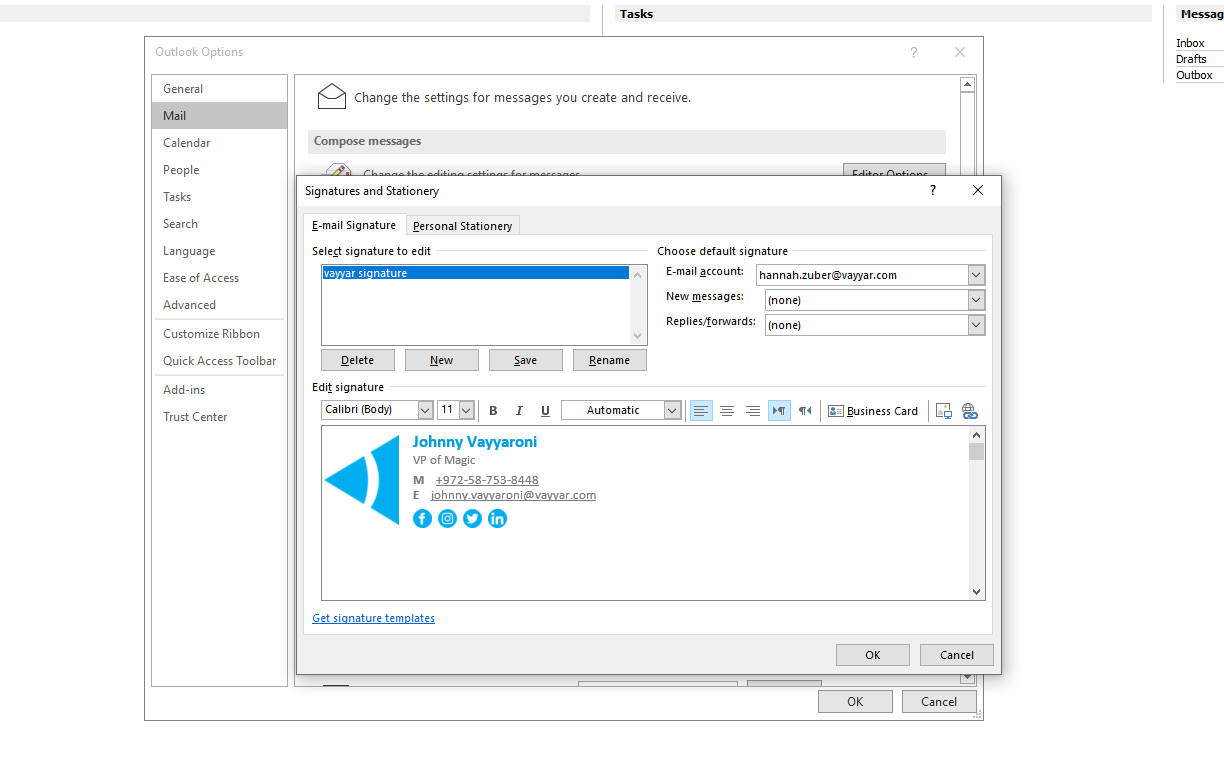 Tasks
Messag
Inbox
Drafts
Outbox
Outlook Options
?
General
Mail
Calendar
People
Tasks
Search
Language
Ease of Access
Advanced
Customize Ribbon
Quick Access Toolbar
Add-ins
Trust Center
Change the settings for messages you create and receive.
Compose messages
Change the editing settings for messages.
Editor Options...
Signatures and Stationery
?
E-mail Signature
Personal Stationery
Select signature to edit
vayyar signature
Delete
New
Save
Rename
Choose default signature
E-mail account:
hannah.zuber@vayyar.com
New messages:
(none)
Replies/forwards:
(none)
Edit signature
Calibri (Body)
11
B I U
Automatic
Business Card
Johnny Vayyaroni
VP of Magic
M +972-58-753-8448
E johnny.vayyaroni@vayyar.com
Get signature templates
OK
Cancel
OK
Cancel